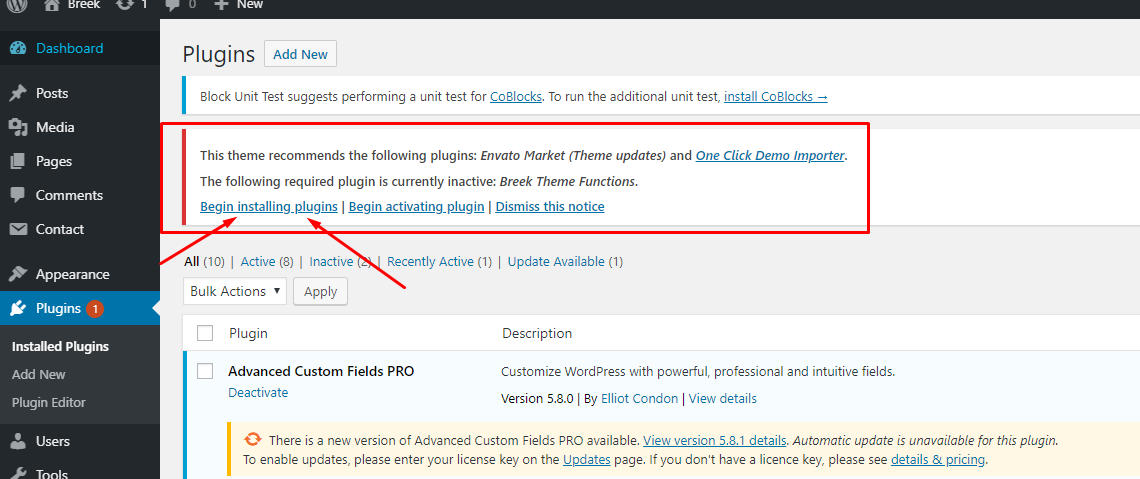 Breek 1 0 New
Dashboard
Posts
Media
Pages
Comments
Contact
Appearance
Plugins 1
Installed Plugins
Add New
Plugin Editor
Users
Tools
Plugins Add New
Block Unit Test suggests performing a unit test for CoBlocks. To run the additional unit test, install CoBlocks →
This theme recommends the following plugins: Envato Market (Theme updates) and One Click Demo Importer.
The following required plugin is currently inactive: Breek Theme Functions.
Begin installing plugins | Begin activating plugin | Dismiss this notice
All (10) | Active (8) | Inactive (2) | Recently Active (1) | Update Available (1)
Bulk Actions Apply
Plugin Description
Advanced Custom Fields PRO Customize WordPress with powerful, professional and intuitive fields.
Deactivate Version 5.8.0 | By Elliot Condon | View details
There is a new version of Advanced Custom Fields PRO available. View version 5.8.1 details. Automatic update is unavailable for this plugin.
To enable updates, please enter your license key on the Updates page. If you don't have a licence key, please see details & pricing.